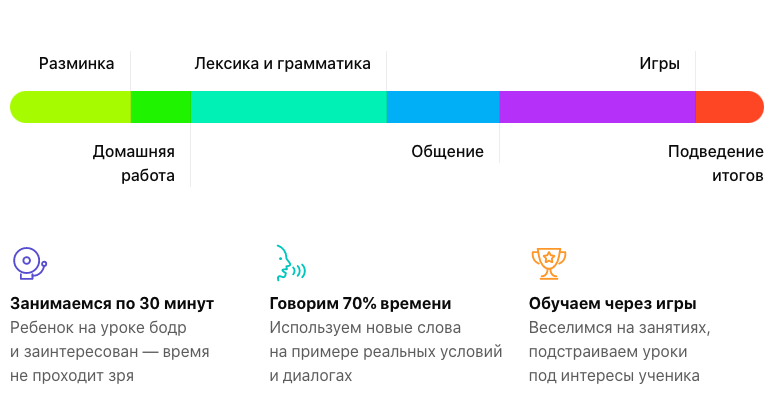 Разминка
Лексика и грамматика
Игры
Домашняя
работа
Общение
Подведение
итогов
Занимаемся по 30 минут
Ребенок на уроке бодр
и заинтересован — время
не проходит зря
Говорим 70% времени
Используем новые слова
на примере реальных условий
и диалогах
Обучаем через игры
Веселимся на занятиях,
подстраиваем уроки
под интересы ученика